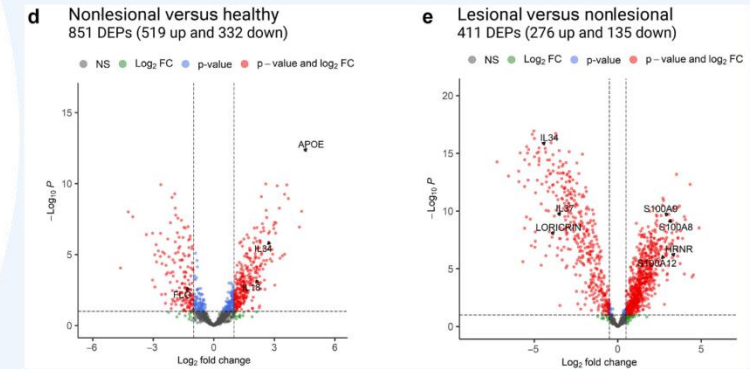 d Nonlesional versus healthy
851 DEPs (519 up and 332 down)
NS Log₂ FC p-value p – value and log₂ FC
15
10
5
0
−Log₁₀ P
APOE
IL34
IL18
FLG
−6 −3 0 3 6
Log₂ fold change
e Lesional versus nonlesional
411 DEPs (276 up and 135 down)
NS Log₂ FC p-value p – value and log₂ FC
20
15
10
5
0
−Log₁₀ P
IL34
IL37
LORICRIN
S100A9
S100A8
HRNR
S100A12
−5 0 5
Log₂ fold change